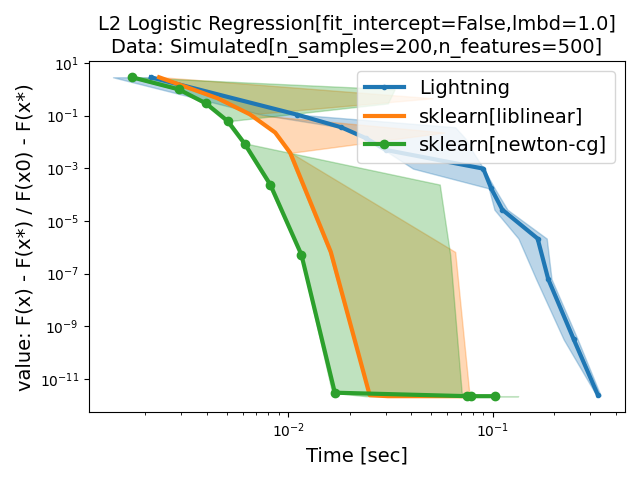 L2 Logistic Regression[fit_intercept=False,lmbd=1.0]
Data: Simulated[n_samples=200,n_features=500]
value: F(x) - F(x*) / F(x0) - F(x*)
10¹
10⁻¹
10⁻³
10⁻⁵
10⁻⁷
10⁻⁹
10⁻¹¹
Lightning
sklearn[liblinear]
sklearn[newton-cg]
10⁻²
10⁻¹
Time [sec]